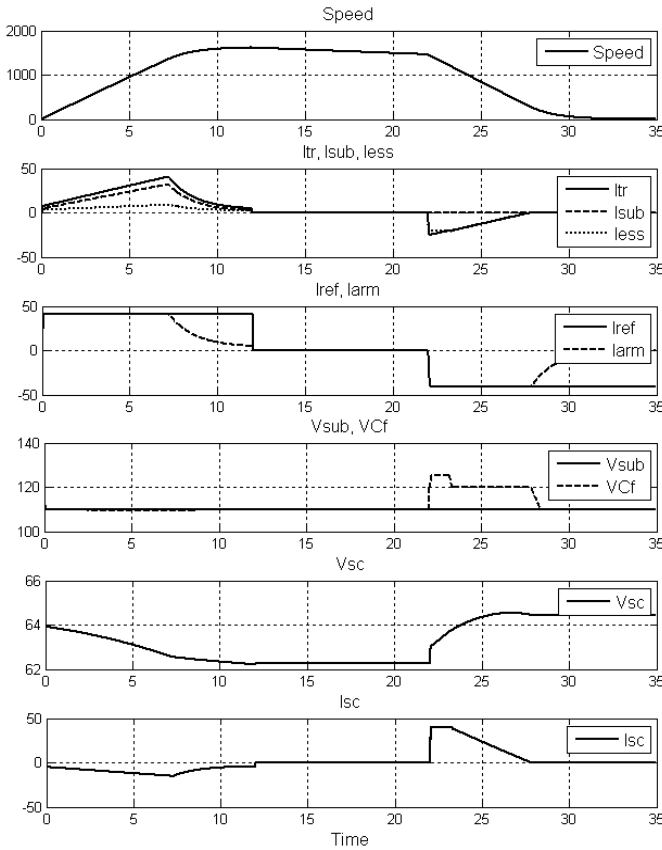 Speed
2000
Speed
1000
0
0 5 10 15 20 25 30 35
Itr, Isub, Iess
50
Itr
Isub
0
Iess
-50
0 5 10 15 20 25 30 35
Iref, Iarm
50
Iref
Iarm
0
-50
0 5 10 15 20 25 30 35
Vsub, VCf
140
Vsub
VCf
120
100
0 5 10 15 20 25 30 35
Vsc
66
Vsc
64
62
0 5 10 15 20 25 30 35
Isc
50
Isc
0
-50
0 5 10 15 20 25 30 35
Time